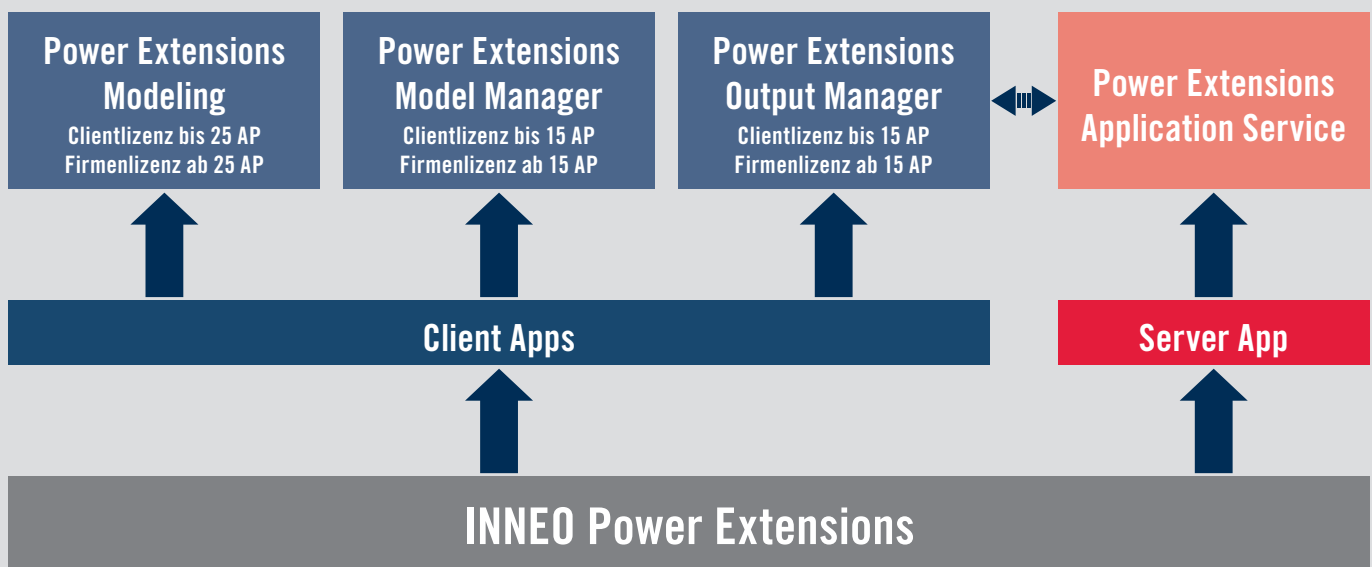 Power Extensions
Modeling
Clientlizenz bis 25 AP
Firmenlizenz ab 25 AP
Power Extensions
Model Manager
Clientlizenz bis 15 AP
Firmenlizenz ab 15 AP
Power Extensions
Output Manager
Clientlizenz bis 15 AP
Firmenlizenz ab 15 AP
Power Extensions
Application Service
Client Apps
Server App
INNEO Power Extensions